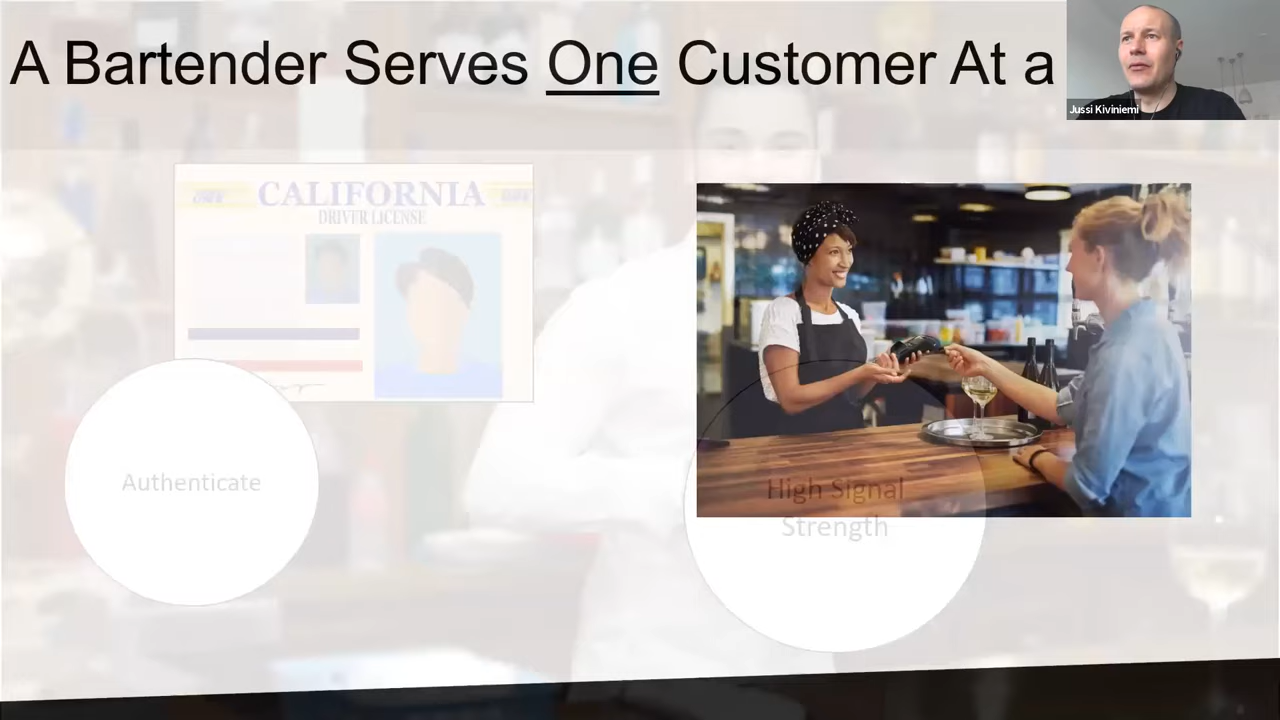 A Bartender Serves One Customer At a
Jussi Kiviniemi
CALIFORNIA
DRIVER LICENSE
Authenticate
High Signal
Strength